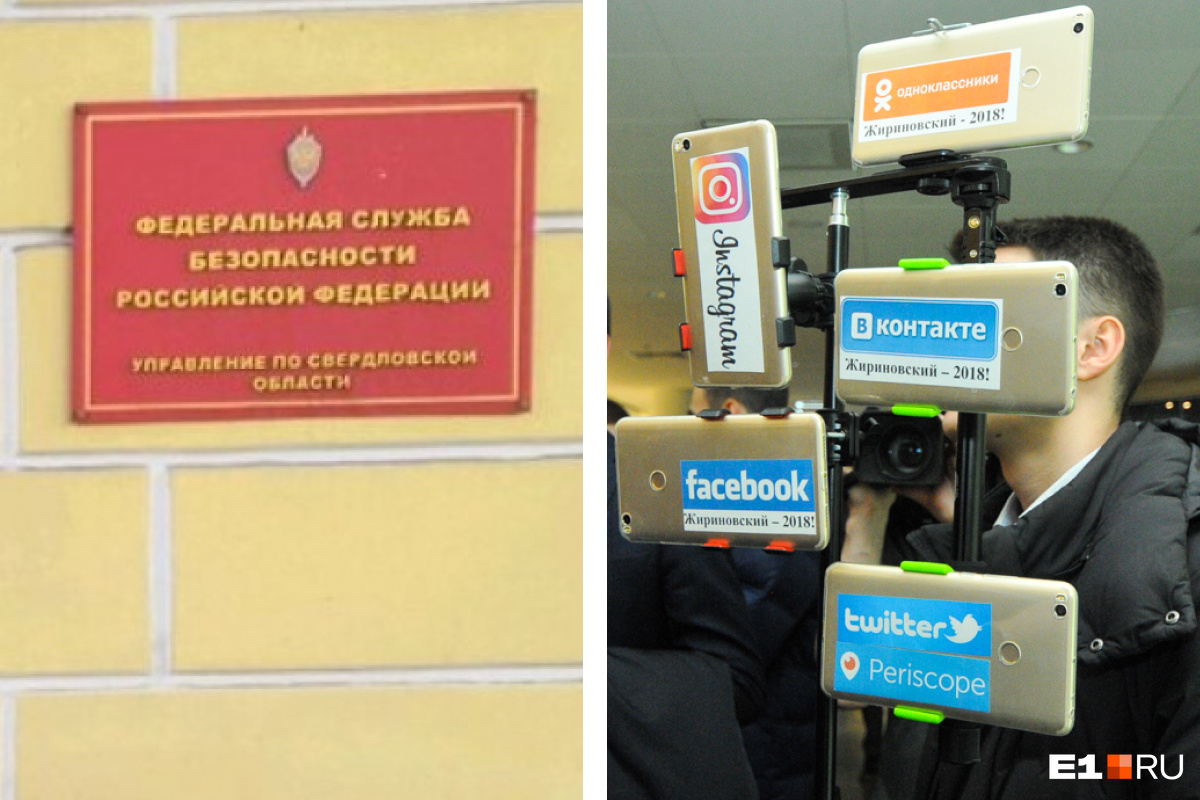 ФЕДЕРАЛЬНАЯ СЛУЖБА
БЕЗОПАСНОСТИ
РОССИЙСКОЙ ФЕДЕРАЦИИ
УПРАВЛЕНИЕ ПО СВЕРДЛОВСКОЙ
ОБЛАСТИ
одноклассники
Жириновский - 2018!
Instagram
В контакте
Жириновский – 2018!
facebook
Жириновский – 2018!
twitter
Periscope
E1 RU